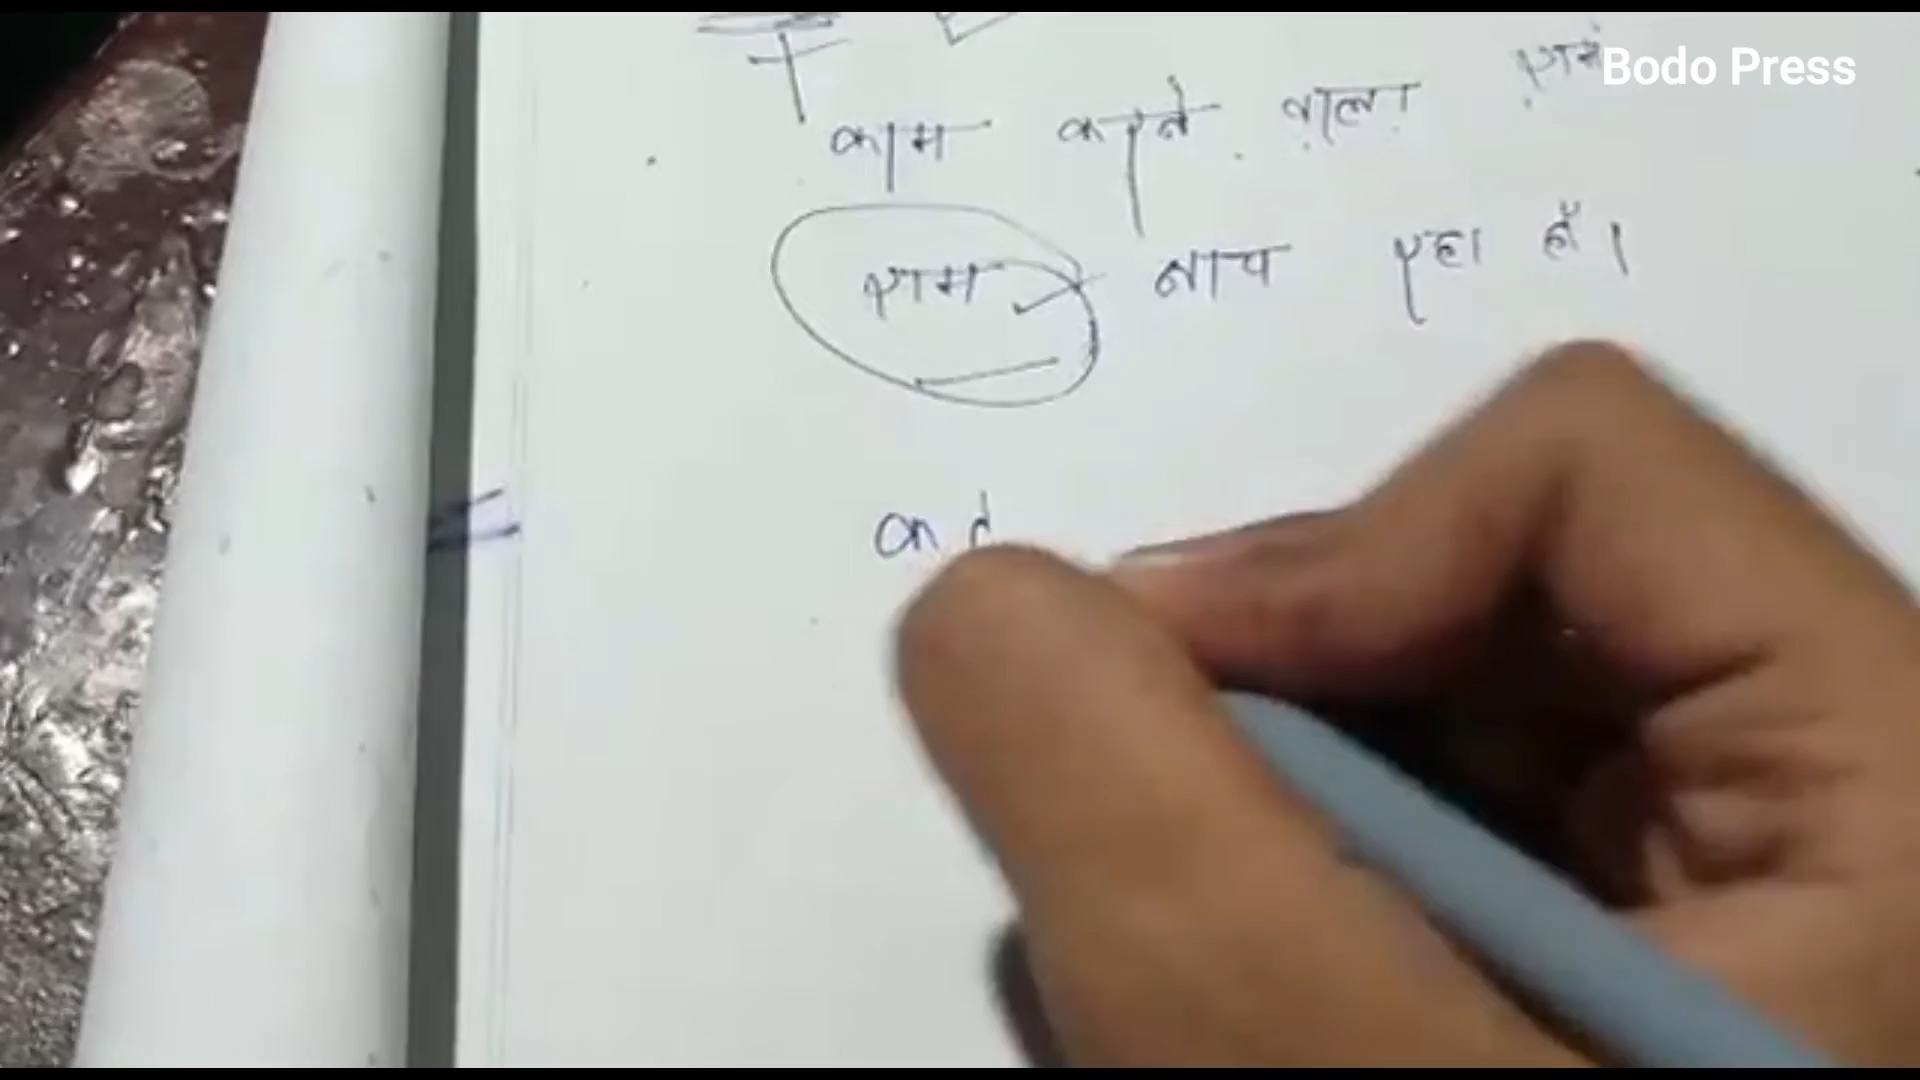 Bodo Press
काम करने वाला राम
राम नाच रहा है।